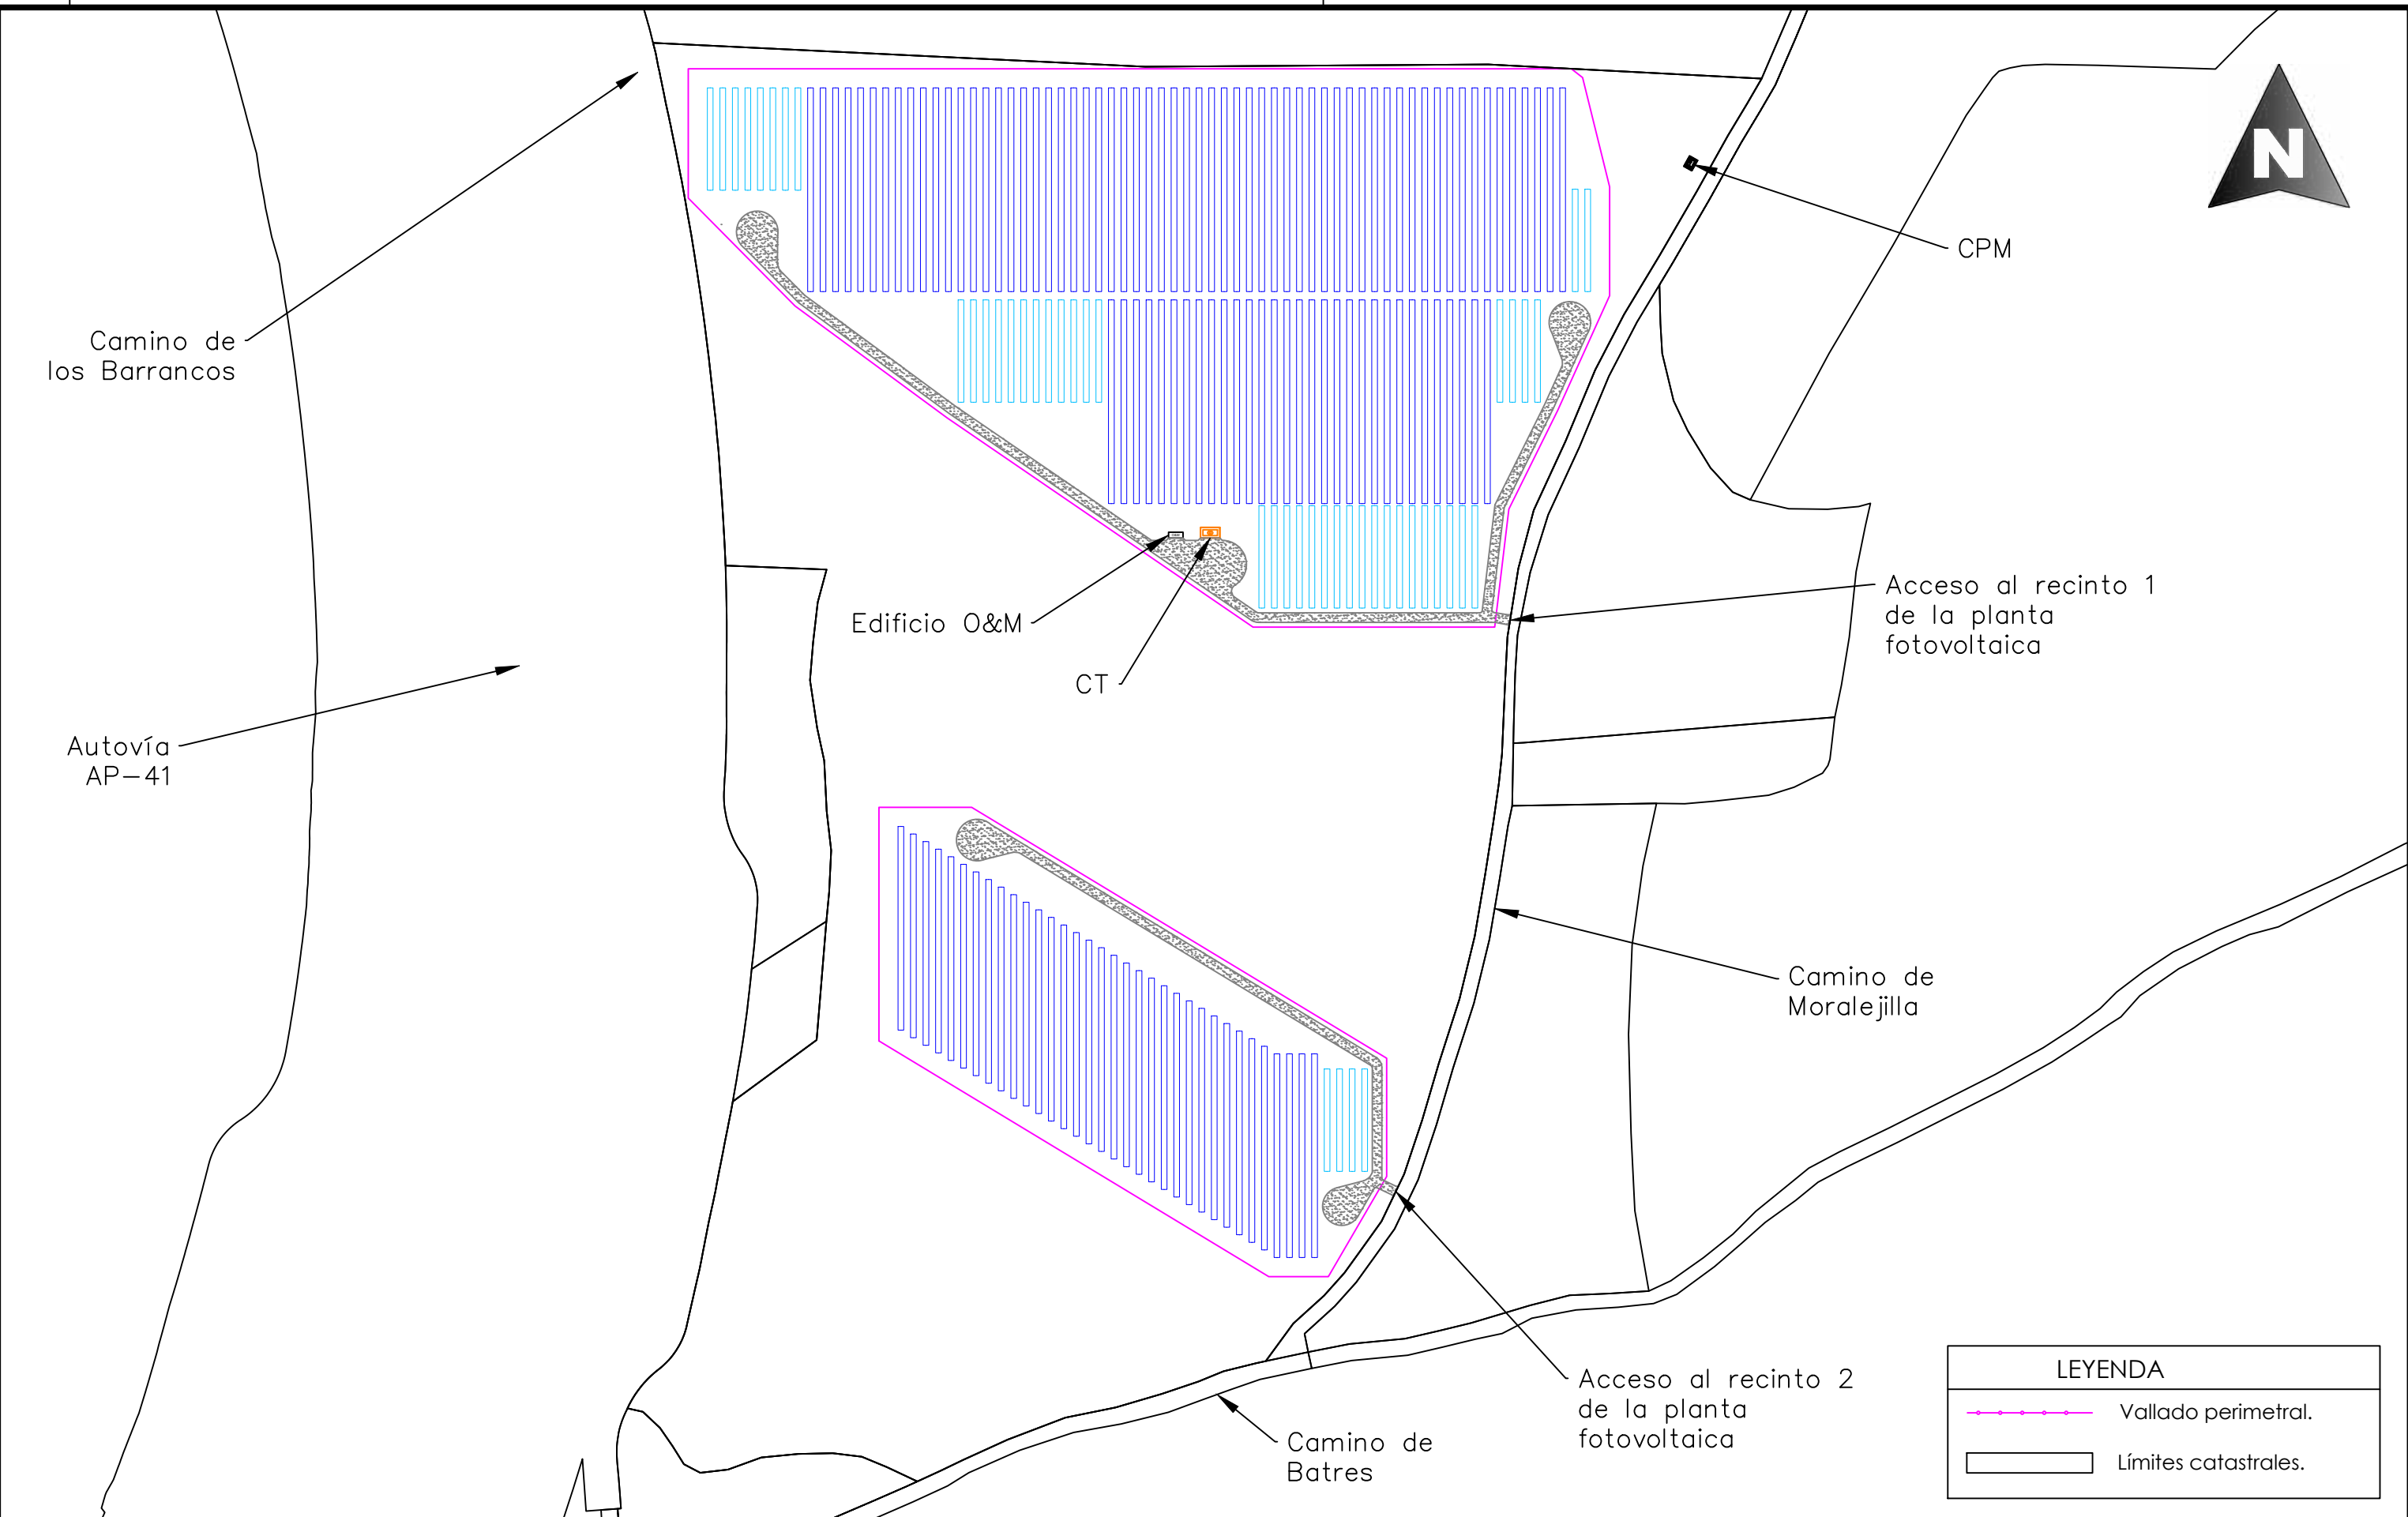 N
CPM
Camino de
los Barrancos
Acceso al recinto 1
de la planta
fotovoltaica
Edificio O&M
CT
Autovía
AP-41
Camino de
Moralejilla
Acceso al recinto 2
de la planta
fotovoltaica
Camino de
Batres
LEYENDA
Vallado perimetral.
Límites catastrales.